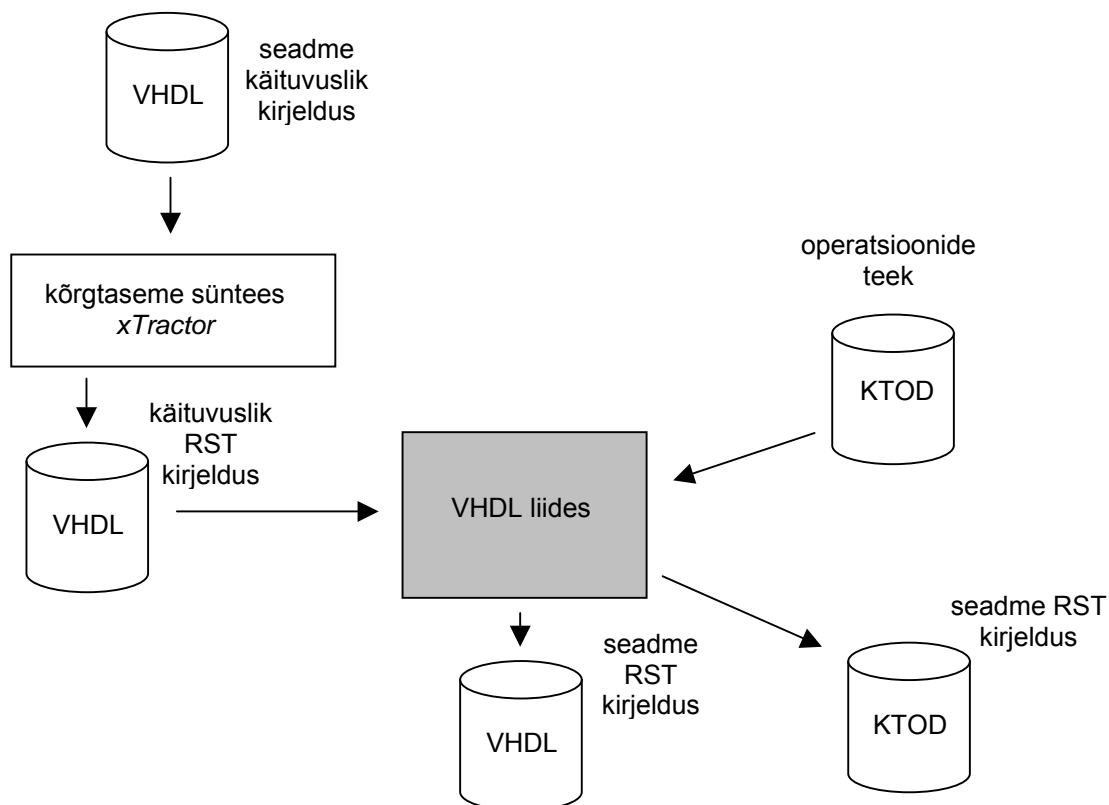 VHDL
seadme
käituvuslik
kirjeldus
kõrgtaseme süntees
xTractor
operatsioonide
teek
KTOD
käituvuslik
RST
kirjeldus
VHDL
VHDL liides
seadme
RST
kirjeldus
VHDL
seadme RST
kirjeldus
KTOD